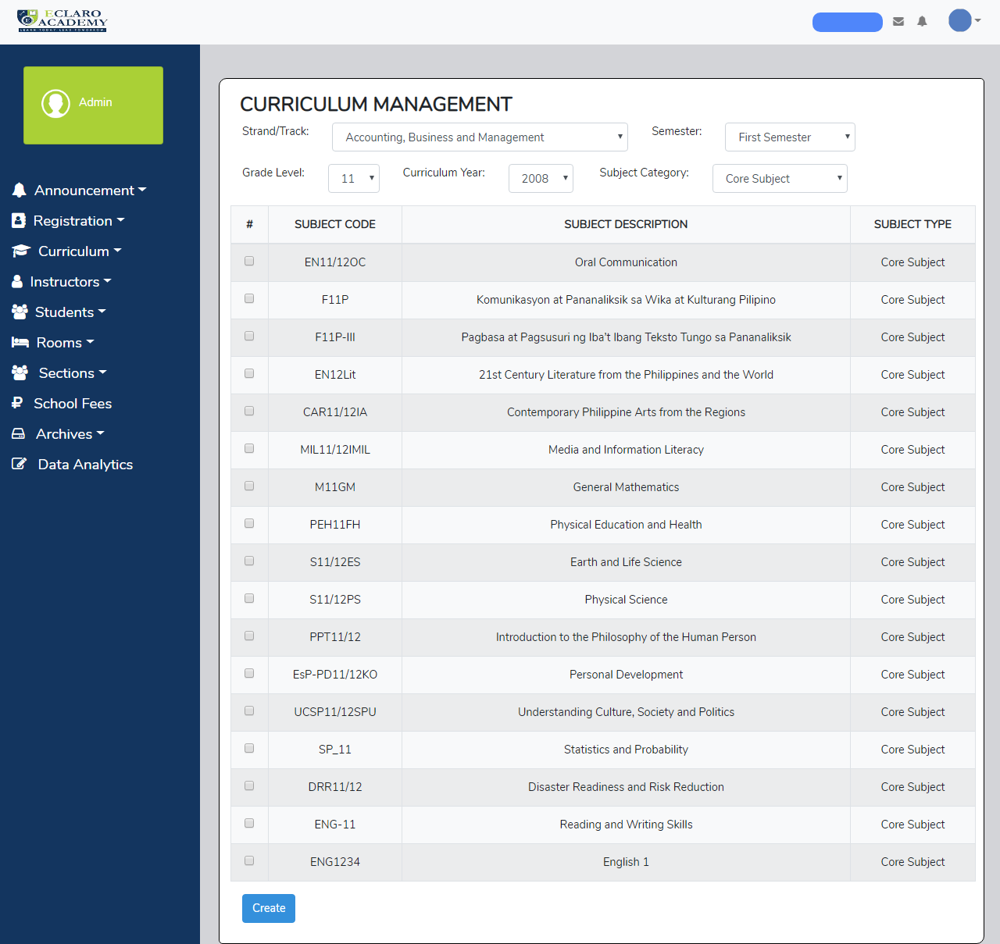 ECLARO
ACADEMY
LEARN TODAY LEAD TOMORROW
Admin
Announcement
Registration
Curriculum
Instructors
Students
Rooms
Sections
School Fees
Archives
Data Analytics
CURRICULUM MANAGEMENT
Strand/Track: Accounting, Business and Management Semester: First Semester
Grade Level: 11 Curriculum Year: 2008 Subject Category: Core Subject
# SUBJECT CODE SUBJECT DESCRIPTION SUBJECT TYPE
EN11/12OC Oral Communication Core Subject
F11P Komunikasyon at Pananaliksik sa Wika at Kulturang Pilipino Core Subject
F11P-III Pagbasa at Pagsusuri ng Iba't Ibang Teksto Tungo sa Pananaliksik Core Subject
EN12Lit 21st Century Literature from the Philippines and the World Core Subject
CAR11/12IA Contemporary Philippine Arts from the Regions Core Subject
MIL11/12IMIL Media and Information Literacy Core Subject
M11GM General Mathematics Core Subject
PEH11FH Physical Education and Health Core Subject
S11/12ES Earth and Life Science Core Subject
S11/12PS Physical Science Core Subject
PPT11/12 Introduction to the Philosophy of the Human Person Core Subject
EsP-PD11/12KO Personal Development Core Subject
UCSP11/12SPU Understanding Culture, Society and Politics Core Subject
SP_11 Statistics and Probability Core Subject
DRR11/12 Disaster Readiness and Risk Reduction Core Subject
ENG-11 Reading and Writing Skills Core Subject
ENG1234 English 1 Core Subject
Create